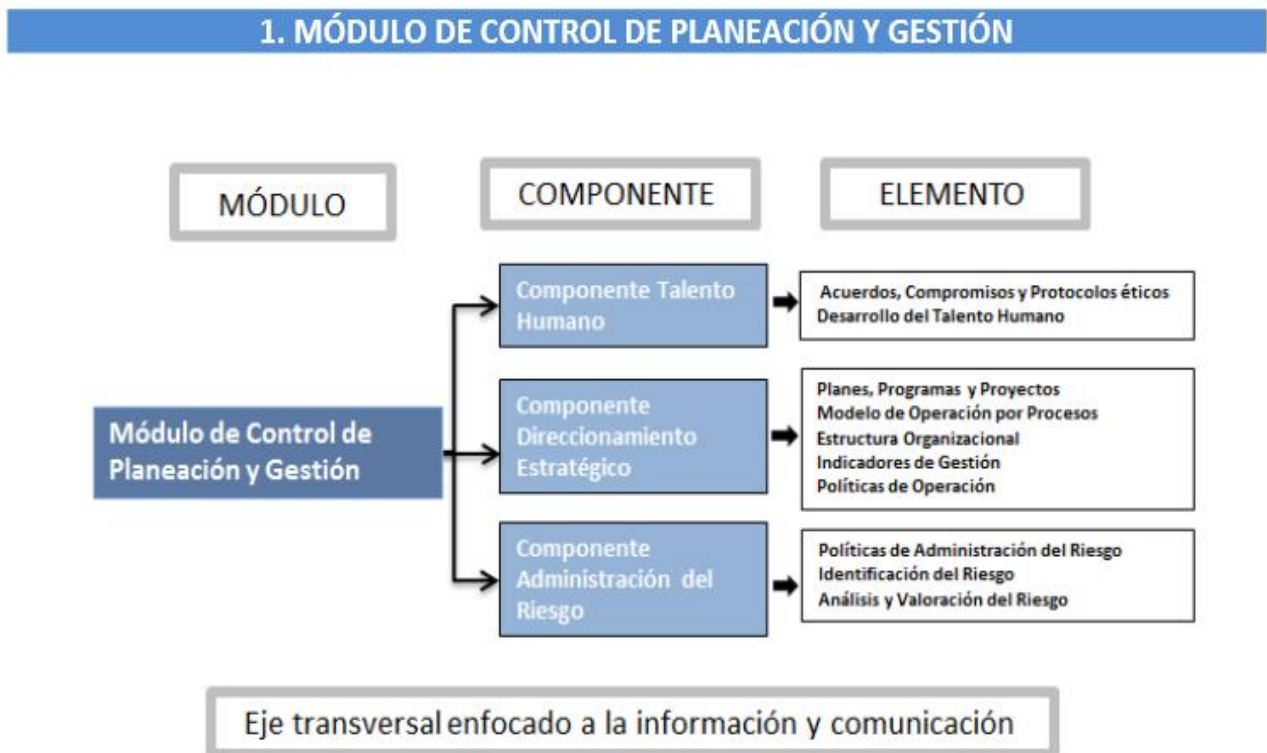 1. MÓDULO DE CONTROL DE PLANEACIÓN Y GESTIÓN
MÓDULO
COMPONENTE
ELEMENTO
Módulo de Control de
Planeación y Gestión
Componente Talento
Humano
Acuerdos, Compromisos y Protocolos éticos
Desarrollo del Talento Humano
Componente
Direccionamiento
Estratégico
Planes, Programas y Proyectos
Modelo de Operación por Procesos
Estructura Organizacional
Indicadores de Gestión
Políticas de Operación
Componente
Administración del
Riesgo
Políticas de Administración del Riesgo
Identificación del Riesgo
Análisis y Valoración del Riesgo
Eje transversal enfocado a la información y comunicación